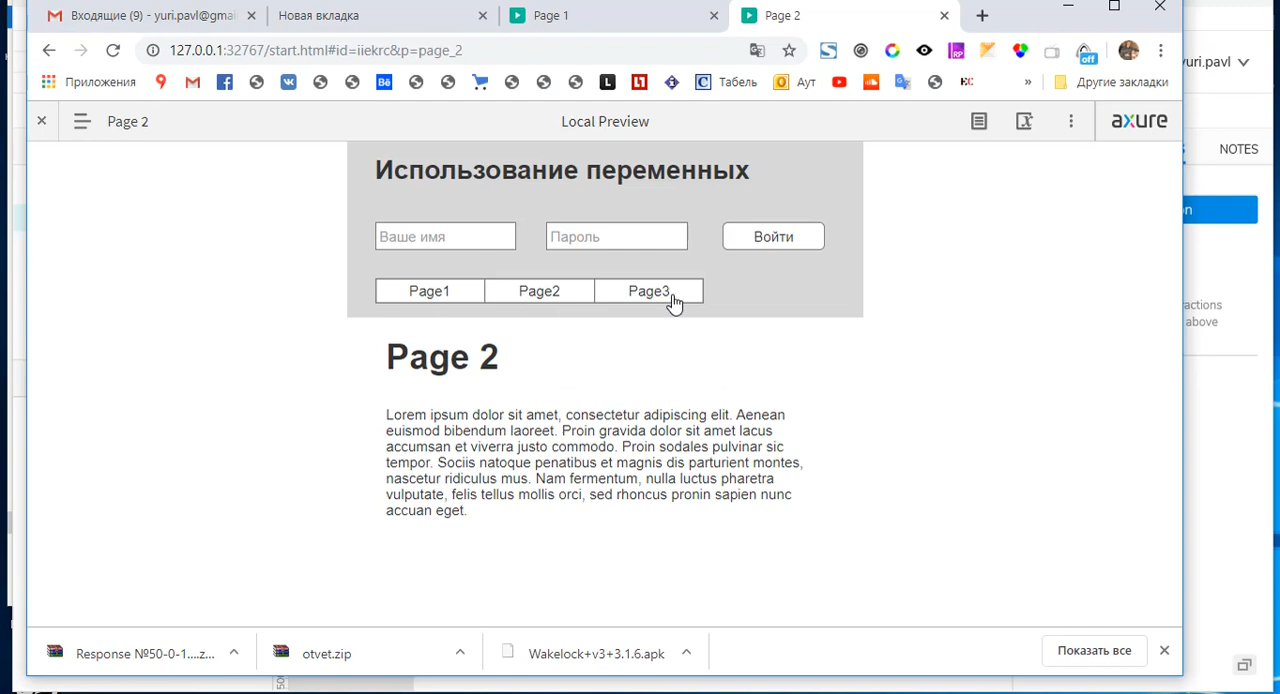 Входящие (9) - yuri.pavl@gmai
Новая вкладка
Page 1
Page 2
127.0.0.1:32767/start.html#id=iiekrc&p=page_2
off
yuri.pavl
Приложения
Bē
L
RP
C Табель
O Аут
ЕС
»
Другие закладки
Page 2
Local Preview
axure
NOTES
Использование переменных
on
Ваше имя
Пароль
Войти
Page1
Page2
Page3
actions
above
Page 2
Lorem ipsum dolor sit amet, consectetur adipiscing elit. Aenean
euismod bibendum laoreet. Proin gravida dolor sit amet lacus
accumsan et viverra justo commodo. Proin sodales pulvinar sic
tempor. Sociis natoque penatibus et magnis dis parturient montes,
nascetur ridiculus mus. Nam fermentum, nulla luctus pharetra
vulputate, felis tellus mollis orci, sed rhoncus pronin sapien nunc
accuan eget.
Response №50-0-1....z...
otvet.zip
Wakelock+v3+3.1.6.apk
Показать все